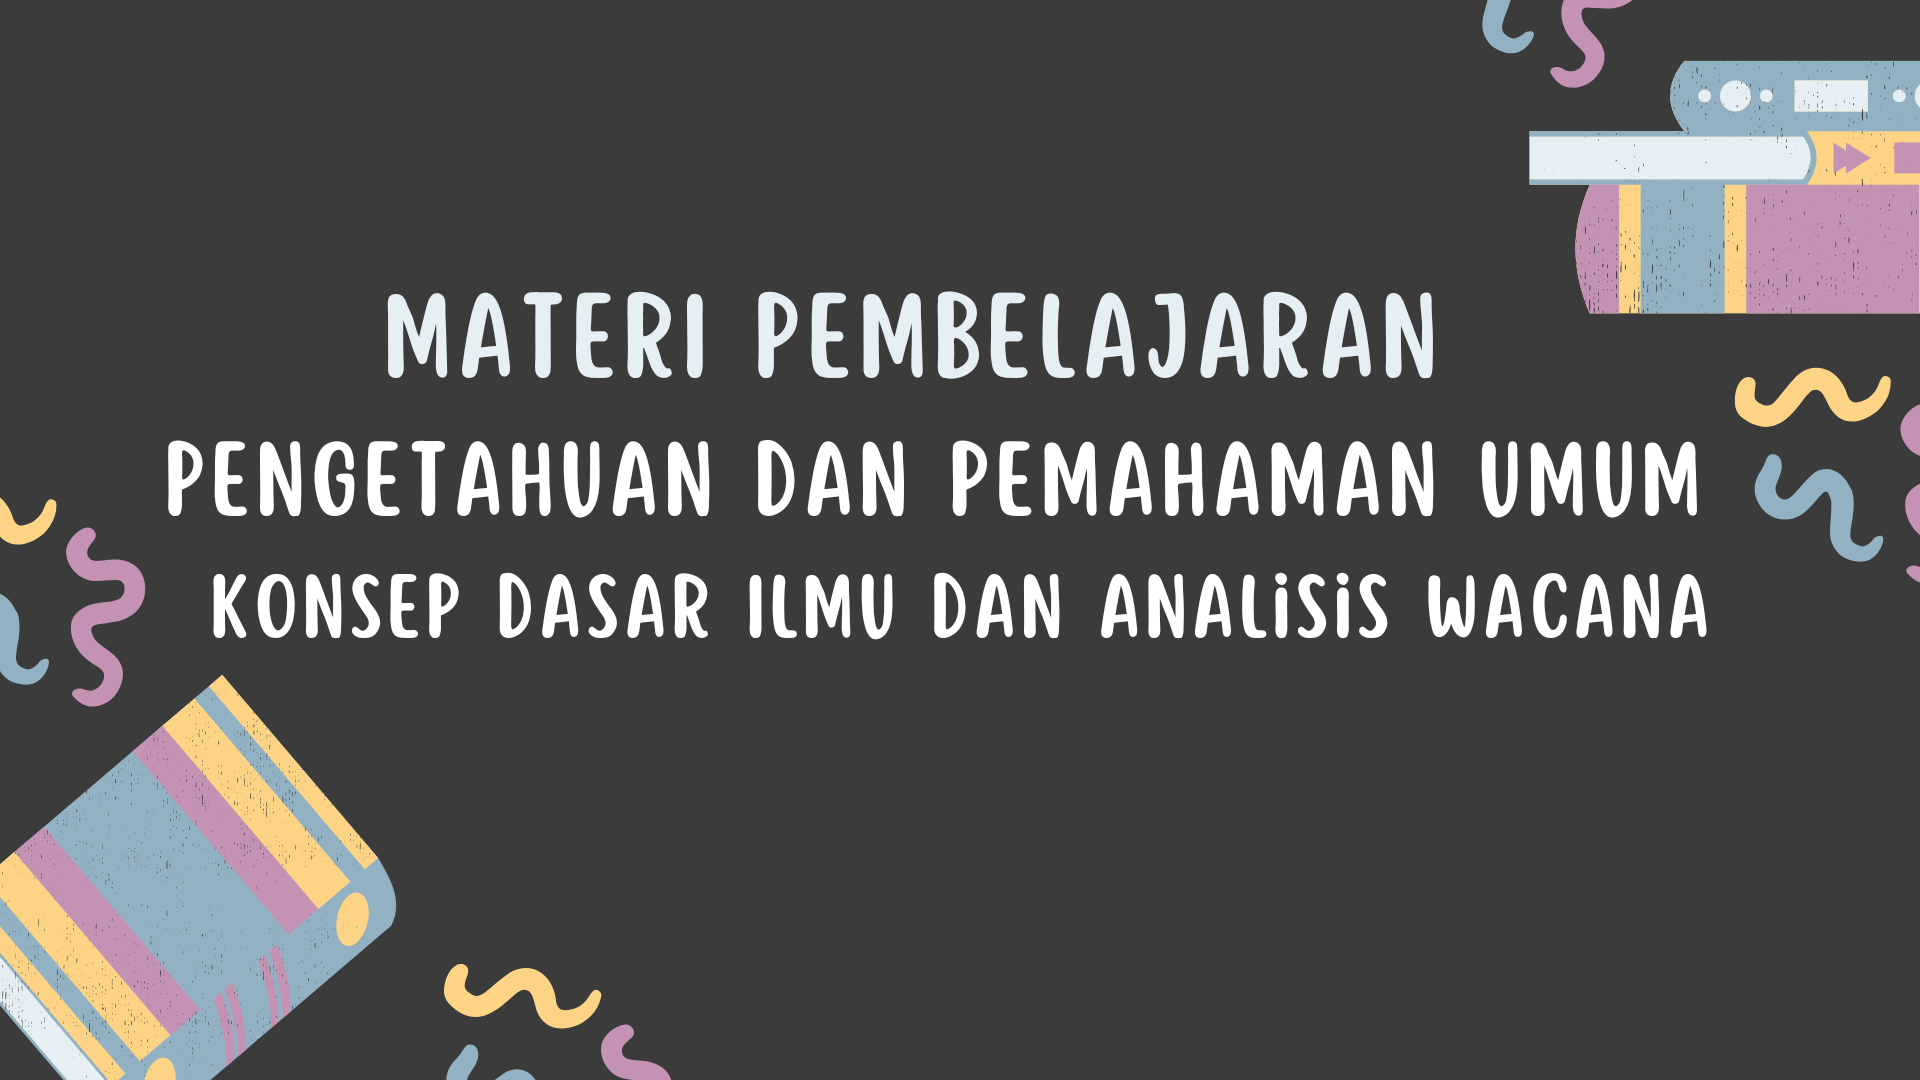 MATERI PEMBELAJARAN
PENGETAHUAN DAN PEMAHAMAN UMUM
KONSEP DASAR ILMU DAN ANALiSiS WACANA